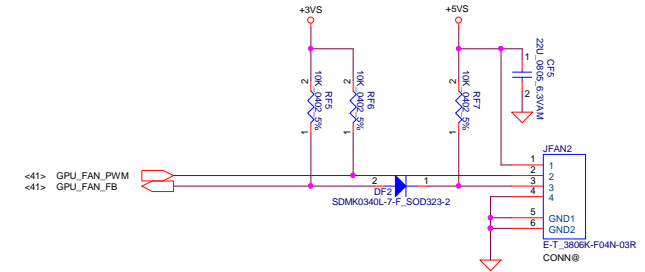 +3VS
+5VS
2
10K_0402_5%
RF5
1
2
10K_0402_5%
RF6
1
2
10K_0402_5%
RF7
1
1
22U_0805_6.3VAM
CF5
2
JFAN2
<41> GPU_FAN_PWM
<41> GPU_FAN_FB
2
DF2
1
SDMK0340L-7-F_SOD323-2
1 1
2 2
3 3
4 4
5 GND1
6 GND2
E-T_3806K-F04N-03R
CONN@